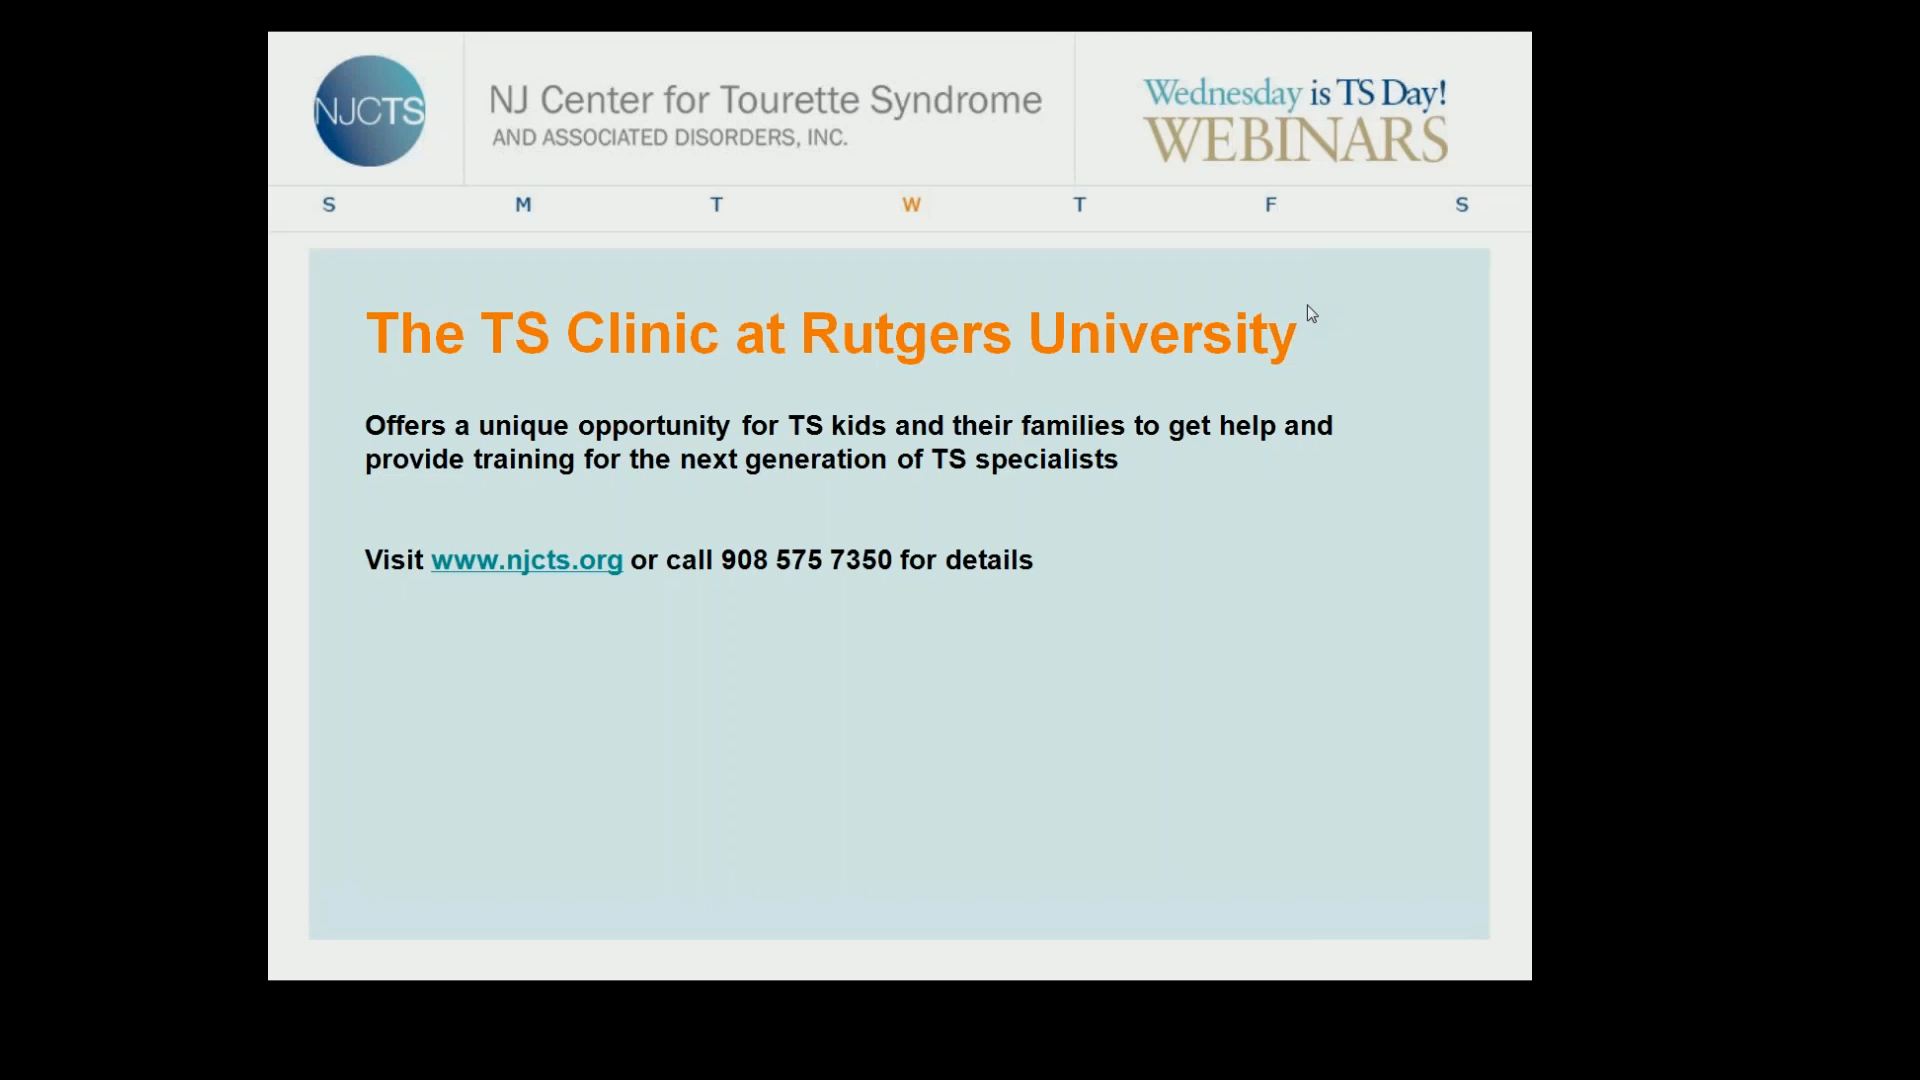 NJCTS
NJ Center for Tourette Syndrome
AND ASSOCIATED DISORDERS, INC.
Wednesday is TS Day!
WEBINARS
S M T W T F S
The TS Clinic at Rutgers University
Offers a unique opportunity for TS kids and their families to get help and
provide training for the next generation of TS specialists
Visit www.njcts.org or call 908 575 7350 for details